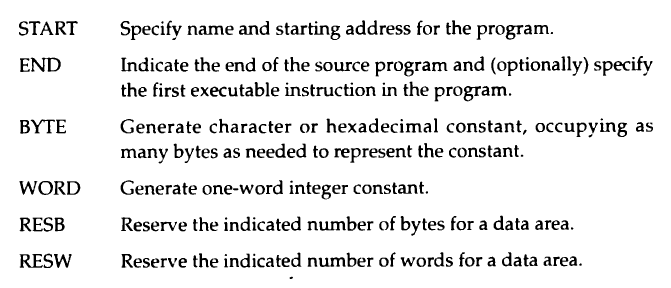 START Specify name and starting address for the program.
END Indicate the end of the source program and (optionally) specify
the first executable instruction in the program.
BYTE Generate character or hexadecimal constant, occupying as
many bytes as needed to represent the constant.
WORD Generate one-word integer constant.
RESB Reserve the indicated number of bytes for a data area.
RESW Reserve the indicated number of words for a data area.